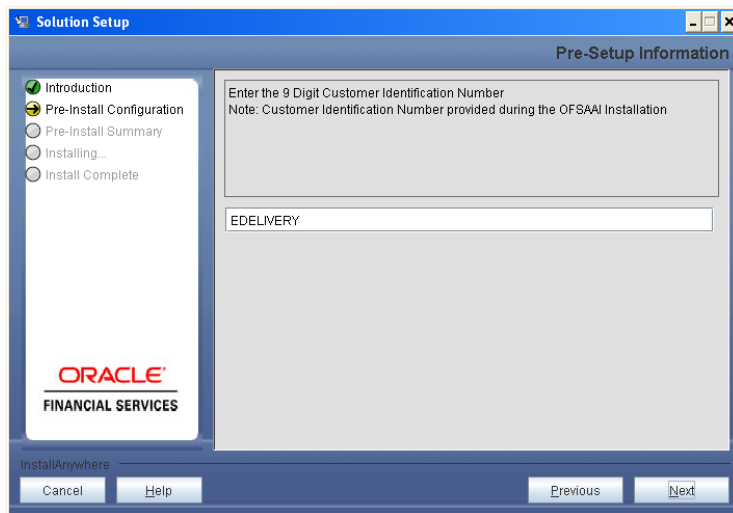 Solution Setup
Pre-Setup Information
Introduction
Pre-Install Configuration
Pre-Install Summary
Installing...
Install Complete
ORACLE
FINANCIAL SERVICES
Enter the 9 Digit Customer Identification Number
Note: Customer Identification Number provided during the OFSAAI Installation
EDELIVERY
InstallAnywhere
Cancel
Help
Previous
Next